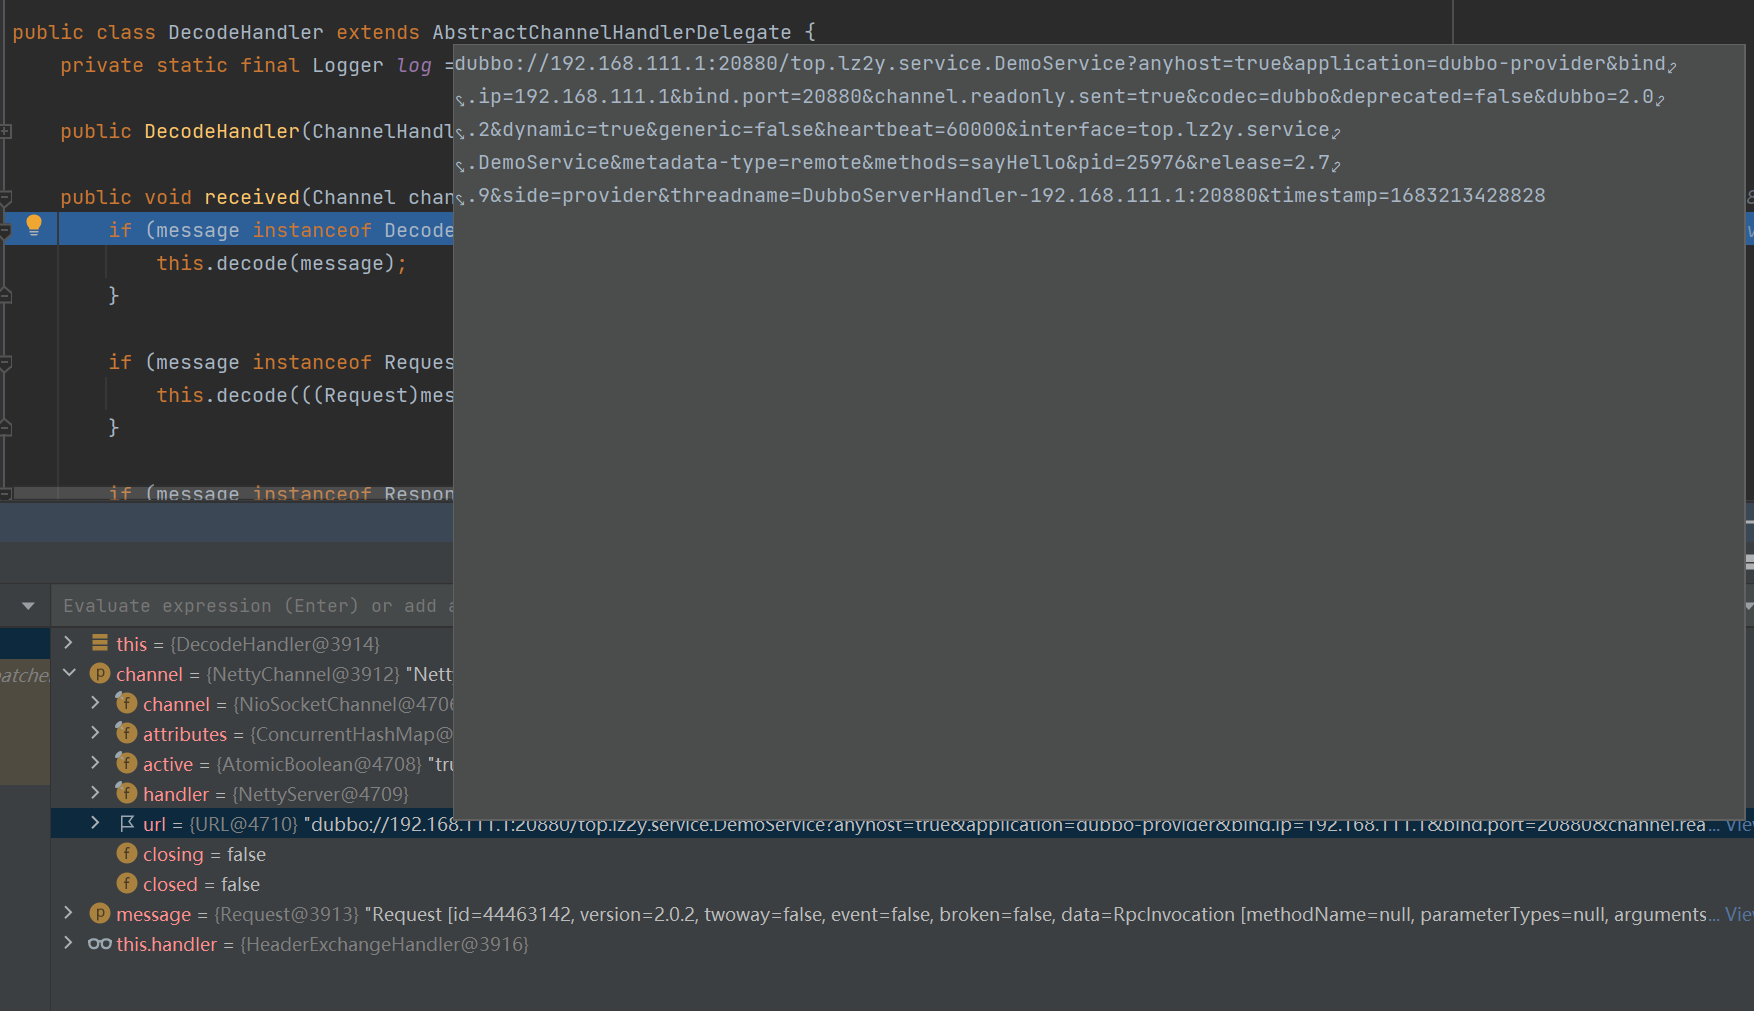 public class DecodeHandler extends AbstractChannelHandlerDelegate {
private static final Logger log =
dubbo://192.168.111.1:20880/top.lz2y.service.DemoService?anyhost=true&application=dubbo-provider&bind
.ip=192.168.111.1&bind.port=20880&channel.readonly.sent=true&codec=dubbo&deprecated=false&dubbo=2.0
public DecodeHandler(ChannelHandl
.2&dynamic=true&generic=false&heartbeat=60000&interface=top.lz2y.service
.DemoService&metadata-type=remote&methods=sayHello&pid=25976&release=2.7
public void received(Channel chan
.9&side=provider&threadname=DubboServerHandler-192.168.111.1:20880&timestamp=1683213428828
if (message instanceof Decode
this.decode(message);
}
if (message instanceof Reques
this.decode(((Request)mes
}
if (message instanceof Respon
Evaluate expression (Enter) or add a
this = {DecodeHandler@3914}
atche
channel = {NettyChannel@3912} "Nett
channel = {NioSocketChannel@4706
attributes = {ConcurrentHashMap@
active = {AtomicBoolean@4708} "tru
handler = {NettyServer@4709}
url = {URL@4710} "dubbo://192.168.111.1:20880/top.lz2y.service.DemoService?anyhost=true&application=dubbo-provider&bind.ip=192.168.111.1&bind.port=20880&channel.rea... Vie
closing = false
closed = false
message = {Request@3913} "Request [id=44463142, version=2.0.2, twoway=false, event=false, broken=false, data=RpcInvocation [methodName=null, parameterTypes=null, arguments... Vie
this.handler = {HeaderExchangeHandler@3916}